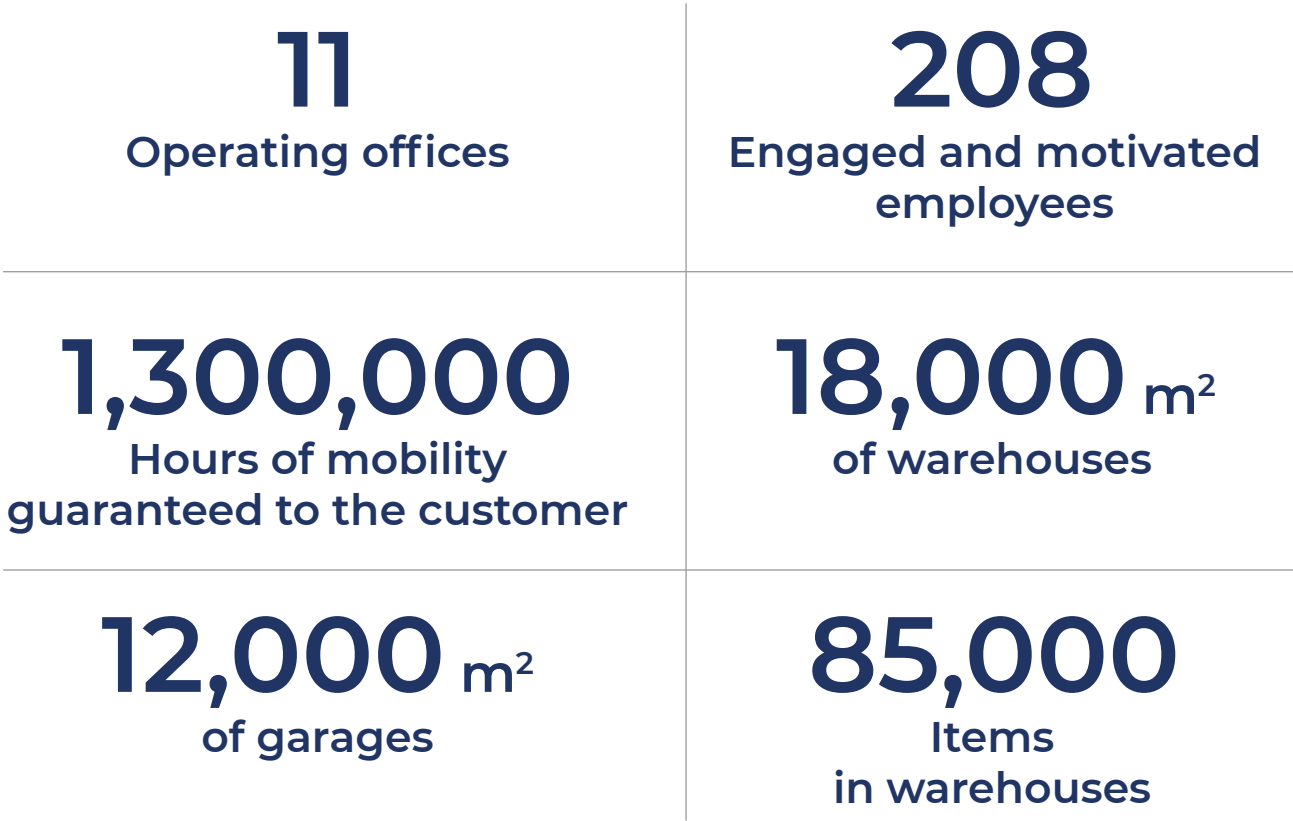 11
Operating offices
208
Engaged and motivated
employees
1,300,000
Hours of mobility
guaranteed to the customer
18,000 m²
of warehouses
12,000 m²
of garages
85,000
Items
in warehouses